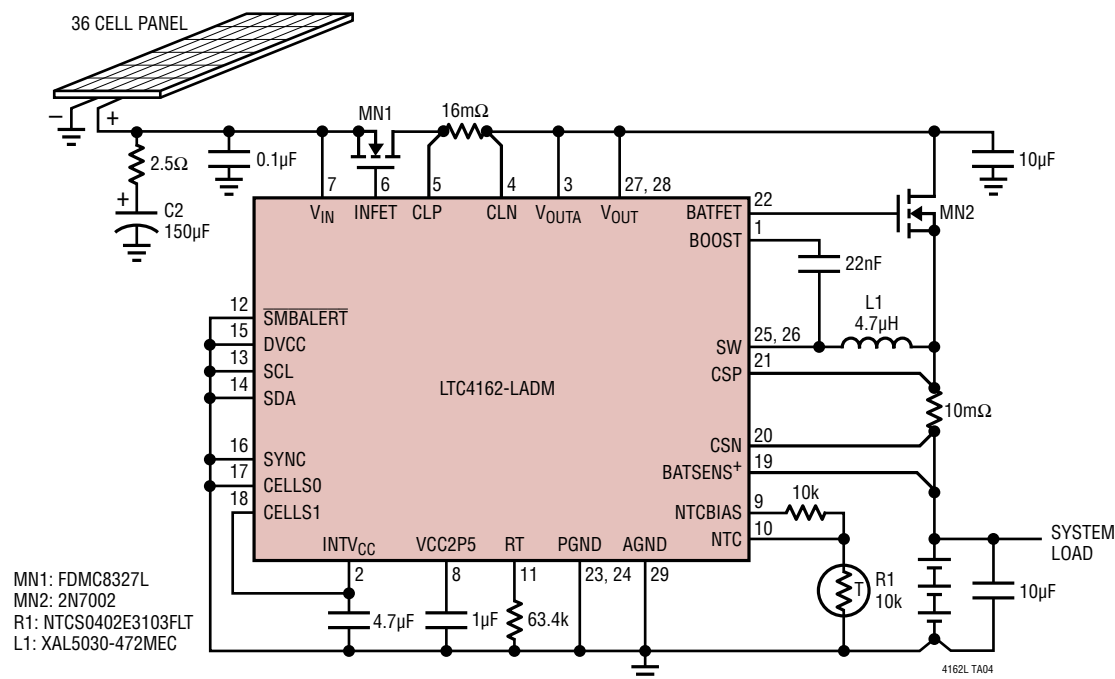 36 CELL PANEL
−
+
MN1
16mΩ
2.5Ω
0.1µF
10µF
+
C2
150µF
7
6
5
4
3
27, 28
VIN
INFET
CLP
CLN
VOUTA
VOUT
BATFET
22
MN2
BOOST
1
22nF
L1
4.7µH
12
SMBALERT
15
DVCC
13
SCL
14
SDA
SW
25, 26
CSP
21
LTC4162-LADM
10mΩ
16
SYNC
17
CELLS0
18
CELLS1
CSN
20
BATSENS+
19
NTCBIAS
9
10k
NTC
10
SYSTEM
LOAD
INTVCC
VCC2P5
RT
PGND
AGND
2
8
11
23, 24
29
T
R1
10k
10µF
4.7µF
1µF
63.4k
MN1: FDMC8327L
MN2: 2N7002
R1: NTCS0402E3103FLT
L1: XAL5030-472MEC
4162L TA04